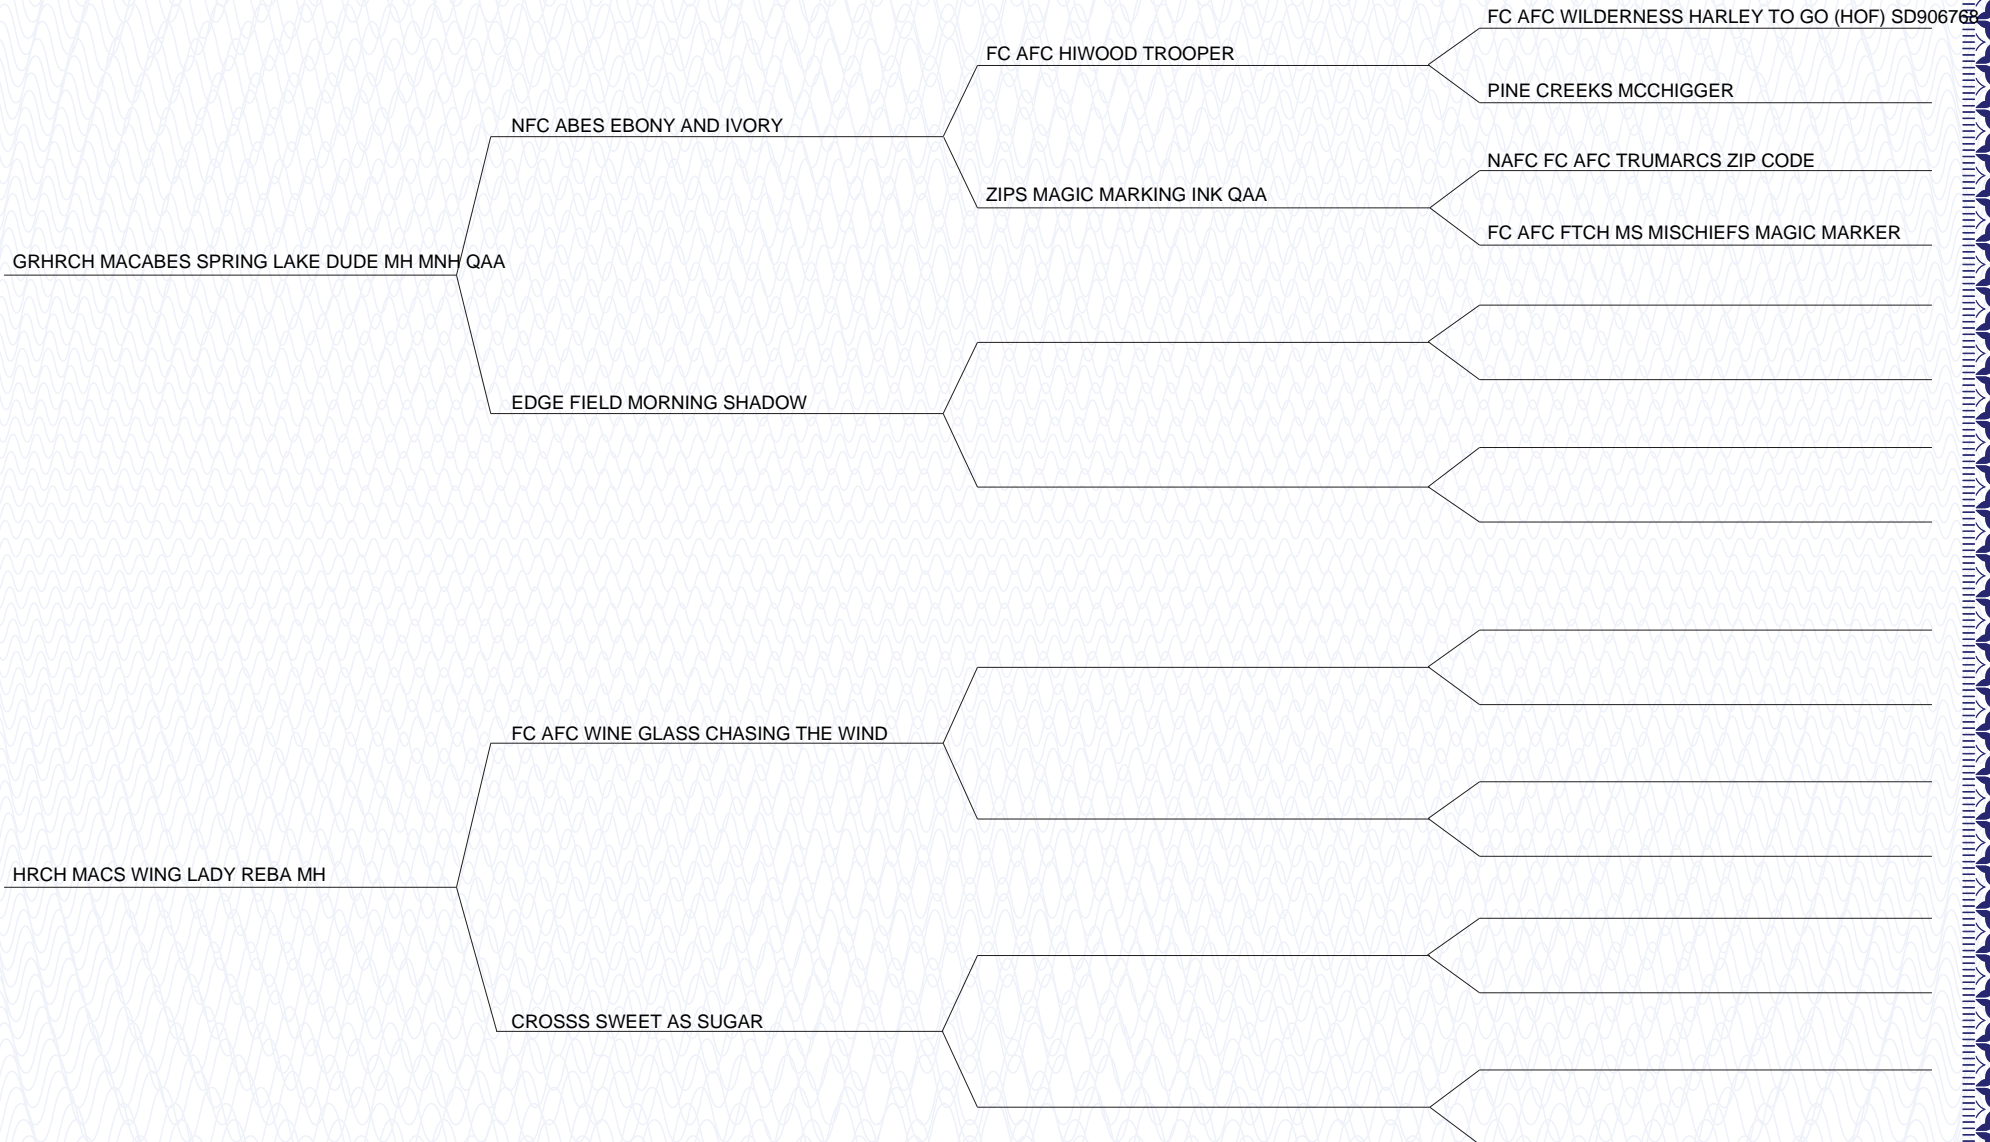 FC AFC WILDERNESS HARLEY TO GO (HOF) SD906768
FC AFC HIWOOD TROOPER
PINE CREEKS MCCHIGGER
NFC ABES EBONY AND IVORY
NAFC FC AFC TRUMARCS ZIP CODE
ZIPS MAGIC MARKING INK QAA
FC AFC FTCH MS MISCHIEFS MAGIC MARKER
GRHRCH MACABES SPRING LAKE DUDE MH MNH QAA
EDGE FIELD MORNING SHADOW
FC AFC WINE GLASS CHASING THE WIND
HRCH MACS WING LADY REBA MH
CROSSS SWEET AS SUGAR